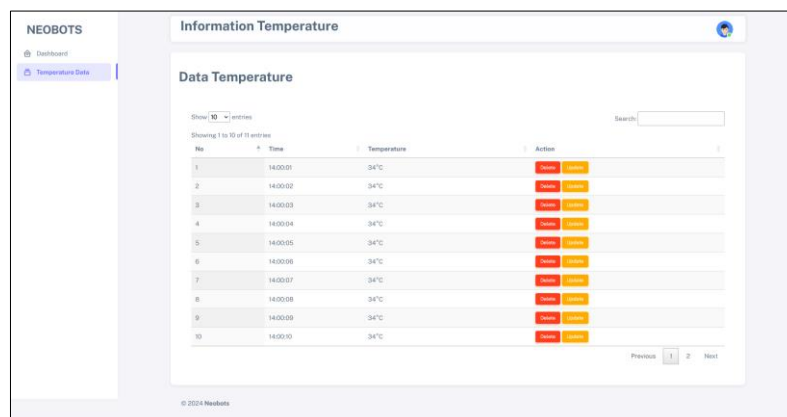 NEOBOTS
Dashboard
Temperature Data
Information Temperature
Data Temperature
Show 10 entries
Search:
Showing 1 to 10 of 11 entries
No Time Temperature Action
1 14:00:01 34°C Delete Update
2 14:00:02 34°C Delete Update
3 14:00:03 34°C Delete Update
4 14:00:04 34°C Delete Update
5 14:00:05 34°C Delete Update
6 14:00:06 34°C Delete Update
7 14:00:07 34°C Delete Update
8 14:00:08 34°C Delete Update
9 14:00:09 34°C Delete Update
10 14:00:10 34°C Delete Update
Previous 1 2 Next
© 2024 Neobots